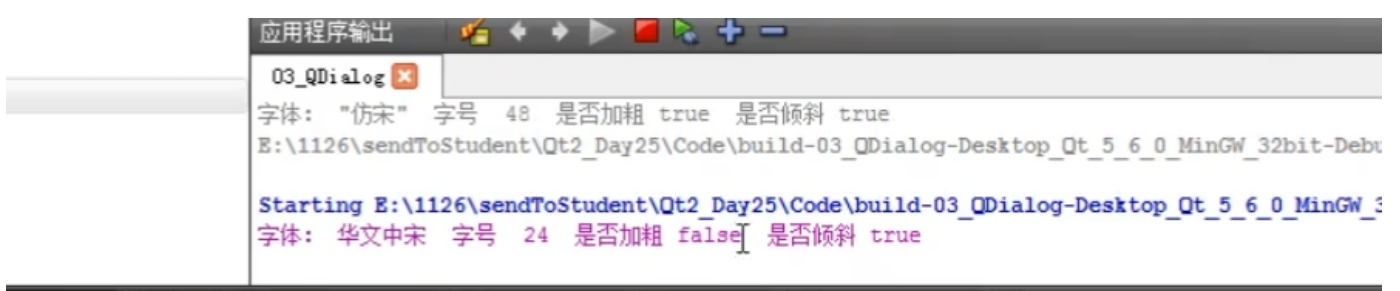 应用程序输出
03_QDialog
字体: "仿宋" 字号 48 是否加粗 true 是否倾斜 true
E:\1126\sendToStudent\Qt2_Day25\Code\build-03_QDialog-Desktop_Qt_5_6_0_MinGW_32bit-Debu
Starting E:\1126\sendToStudent\Qt2_Day25\Code\build-03_QDialog-Desktop_Qt_5_6_0_MinGW_3
字体: 华文中宋 字号 24 是否加粗 false 是否倾斜 true